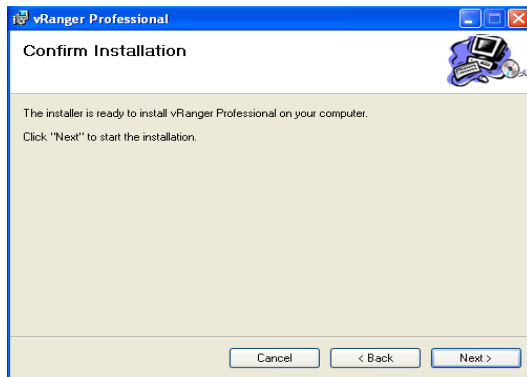 vRanger Professional
Confirm Installation
The installer is ready to install vRanger Professional on your computer.
Click "Next" to start the installation.
Cancel
< Back
Next >